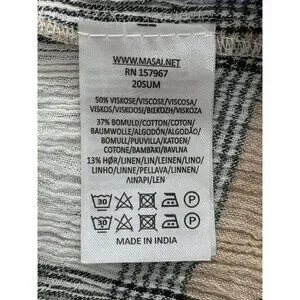 WWW.MASAI.NET
RN 157967
20SUM
50% VISKOSE/VISCOSE/VISCOSA/
VISKOS/VISKOOSI/BIEZĀ/VISKÓZA
37% BOMULD/COTTON/COTON/
BAUMWOLLE/ALGODÓN/ALGODÃO/
BOMULL/PUUVILLA/KATOEN/
COTONE/BAMBAKI/BAVLNA
13% HØR/LINEN/LIN/LEINEN/LINO/
LINHO/LINNE/PELLAVA/LINNEN/
ΛΙΝΑΡΙ/LEN
30
30
MADE IN INDIA